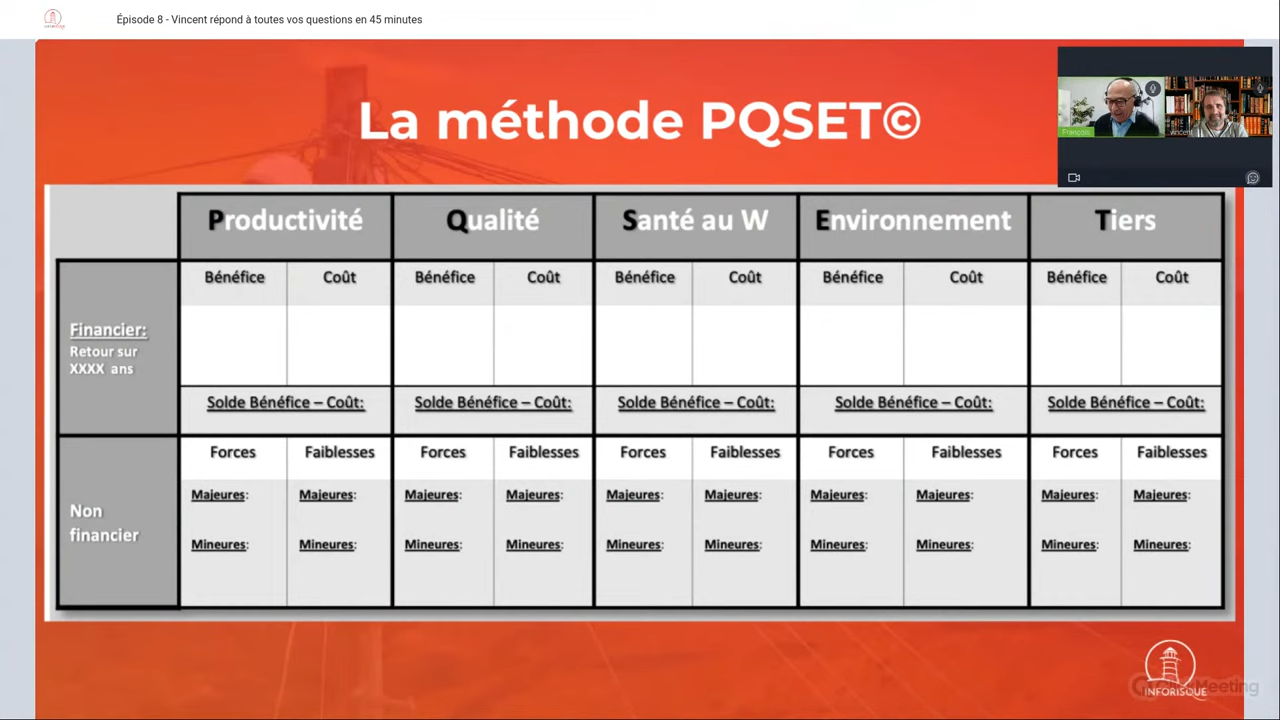 Épisode 8 - Vincent répond à toutes vos questions en 45 minutes
La méthode PQSET©
François
vincent
Productivité Qualité Santé au W Environnement Tiers
Bénéfice Coût Bénéfice Coût Bénéfice Coût Bénéfice Coût Bénéfice Coût
Financier:
Retour sur
XXXX ans
Solde Bénéfice – Coût: Solde Bénéfice – Coût: Solde Bénéfice – Coût: Solde Bénéfice – Coût: Solde Bénéfice – Coût:
Forces Faiblesses Forces Faiblesses Forces Faiblesses Forces Faiblesses Forces Faiblesses
Majeures: Majeures: Majeures: Majeures: Majeures: Majeures: Majeures: Majeures: Majeures: Majeures:
Non
financier
Mineures: Mineures: Mineures: Mineures: Mineures: Mineures: Mineures: Mineures: Mineures: Mineures:
INFORISQUE